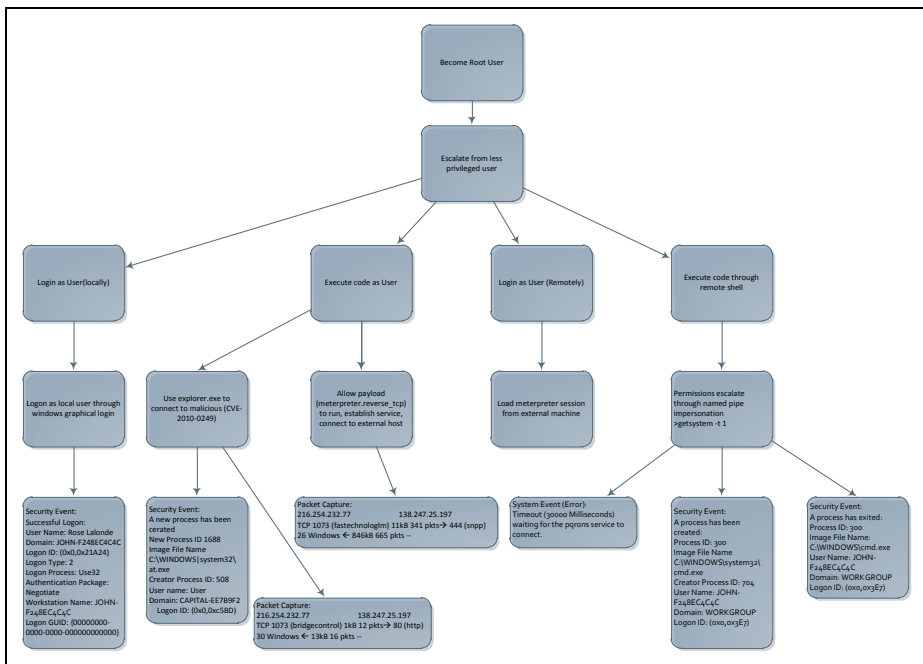 Become Root User
Escalate from less
privileged user
Login as User(locally)
Execute code as User
Login as User (Remotely)
Execute code through
remote shell
Logon as local user through
windows graphical login
Use explorer.exe to
connect to malicious (CVE-
2010-0249)
Allow payload
(meterpreter.reverse_tcp)
to run, establish service,
connect to external host
Load meterpreter session
from external machine
Permissions escalate
through named pipe
impersonation
>getsystem -t 1
Security Event:
Successful Logon:
User Name: Rose Lalonde
Domain: JOHN-F248EC4C4C
Logon ID: (0x0,0x21A24)
Logon Type: 2
Logon Process: Use32
Authentication Package:
Negotiate
Workstation Name: JOHN-
F248EC4C4C
Logon GUID: {00000000-
0000-0000-000000000000}
Security Event:
A new process has been
cerated
New Process ID 1688
Image File Name
C:\WINDOWS|system32\
at.exe
Creator Process ID: 508
User name: User
Domain: CAPITAL-EE7B9F2
Logon ID: (0x0,0xc5BD)
Packet Capture:
216.254.232.77 138.247.25.197
TCP 1073 (fastechnologlm) 11kB 341 pkts→ 444 (snpp)
26 Windows ← 846kB 665 pkts --
Packet Capture:
216.254.232.77 138.247.25.197
TCP 1073 (bridgecontrol) 1kB 12 pkts→ 80 (http)
30 Windows ← 13kB 16 pkts --
System Event (Error):
Timeout (30000 Milliseconds)
waiting for the pqrons service to
connect.
Security Event:
A process has been
created:
Process ID: 300
Image File Name
C:\WINDOWS\system32\
cmd.exe
Creator Process ID: 704
User Name: JOHN-
F248EC4C4C
Domain: WORKGROUP
Logon ID: (0x0,0x3E7)
Security Event:
A process has exited:
Process ID: 300
Image File Name:
C:\WINDOWS\cmd.exe
User Name: JOHN-
F248EC4C4C
Domain: WORKGROUP
Logon ID: (0x0,0x3E7)